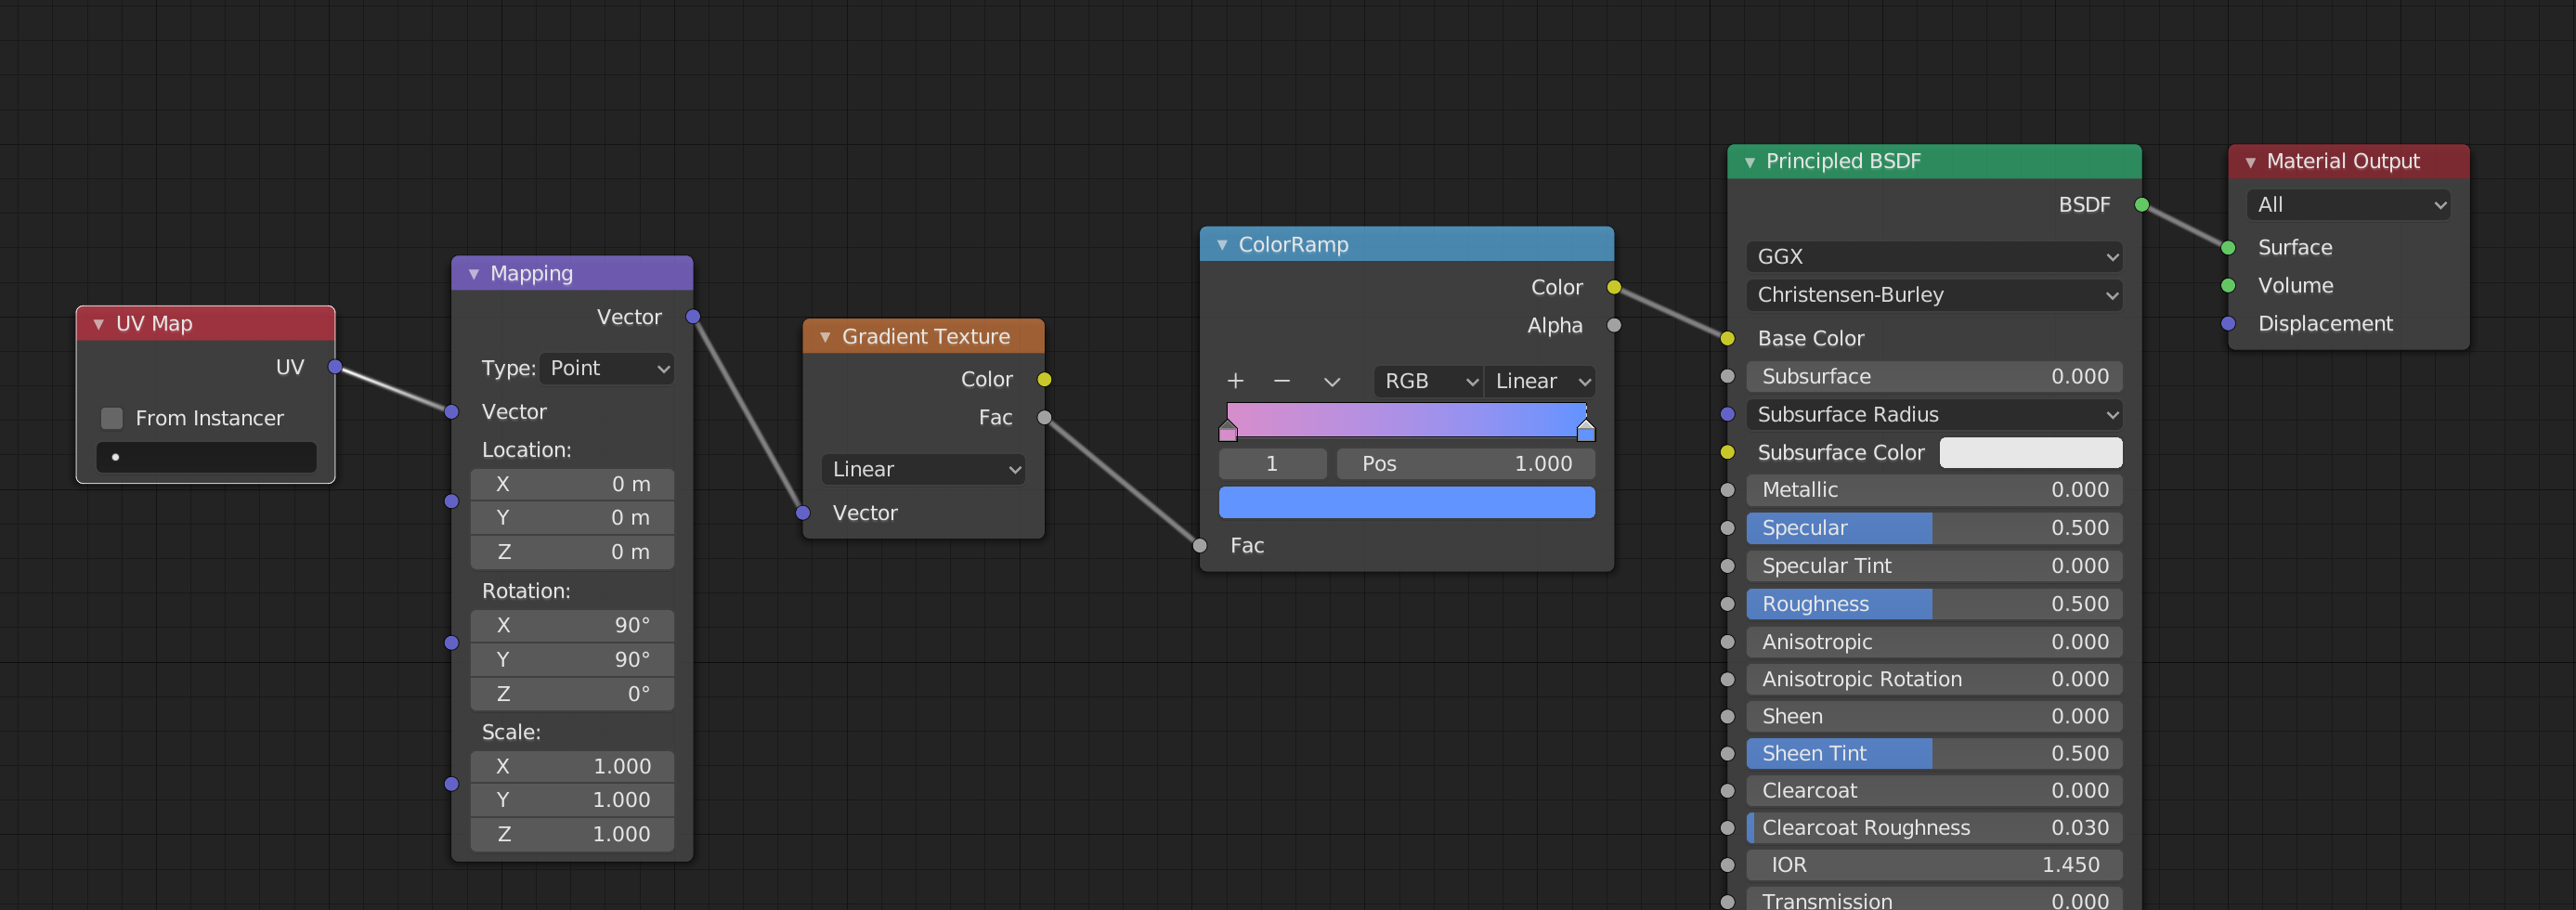 UV Map
UV
From Instancer
Mapping
Vector
Type: Point
Vector
Location:
X 0 m
Y 0 m
Z 0 m
Rotation:
X 90°
Y 90°
Z 0°
Scale:
X 1.000
Y 1.000
Z 1.000
Gradient Texture
Color
Fac
Linear
Vector
ColorRamp
Color
Alpha
RGB Linear
1 Pos 1.000
Fac
Principled BSDF
BSDF
GGX
Christensen-Burley
Base Color
Subsurface 0.000
Subsurface Radius
Subsurface Color
Metallic 0.000
Specular 0.500
Specular Tint 0.000
Roughness 0.500
Anisotropic 0.000
Anisotropic Rotation 0.000
Sheen 0.000
Sheen Tint 0.500
Clearcoat 0.000
Clearcoat Roughness 0.030
IOR 1.450
Transmission 0.000
Material Output
All
Surface
Volume
Displacement